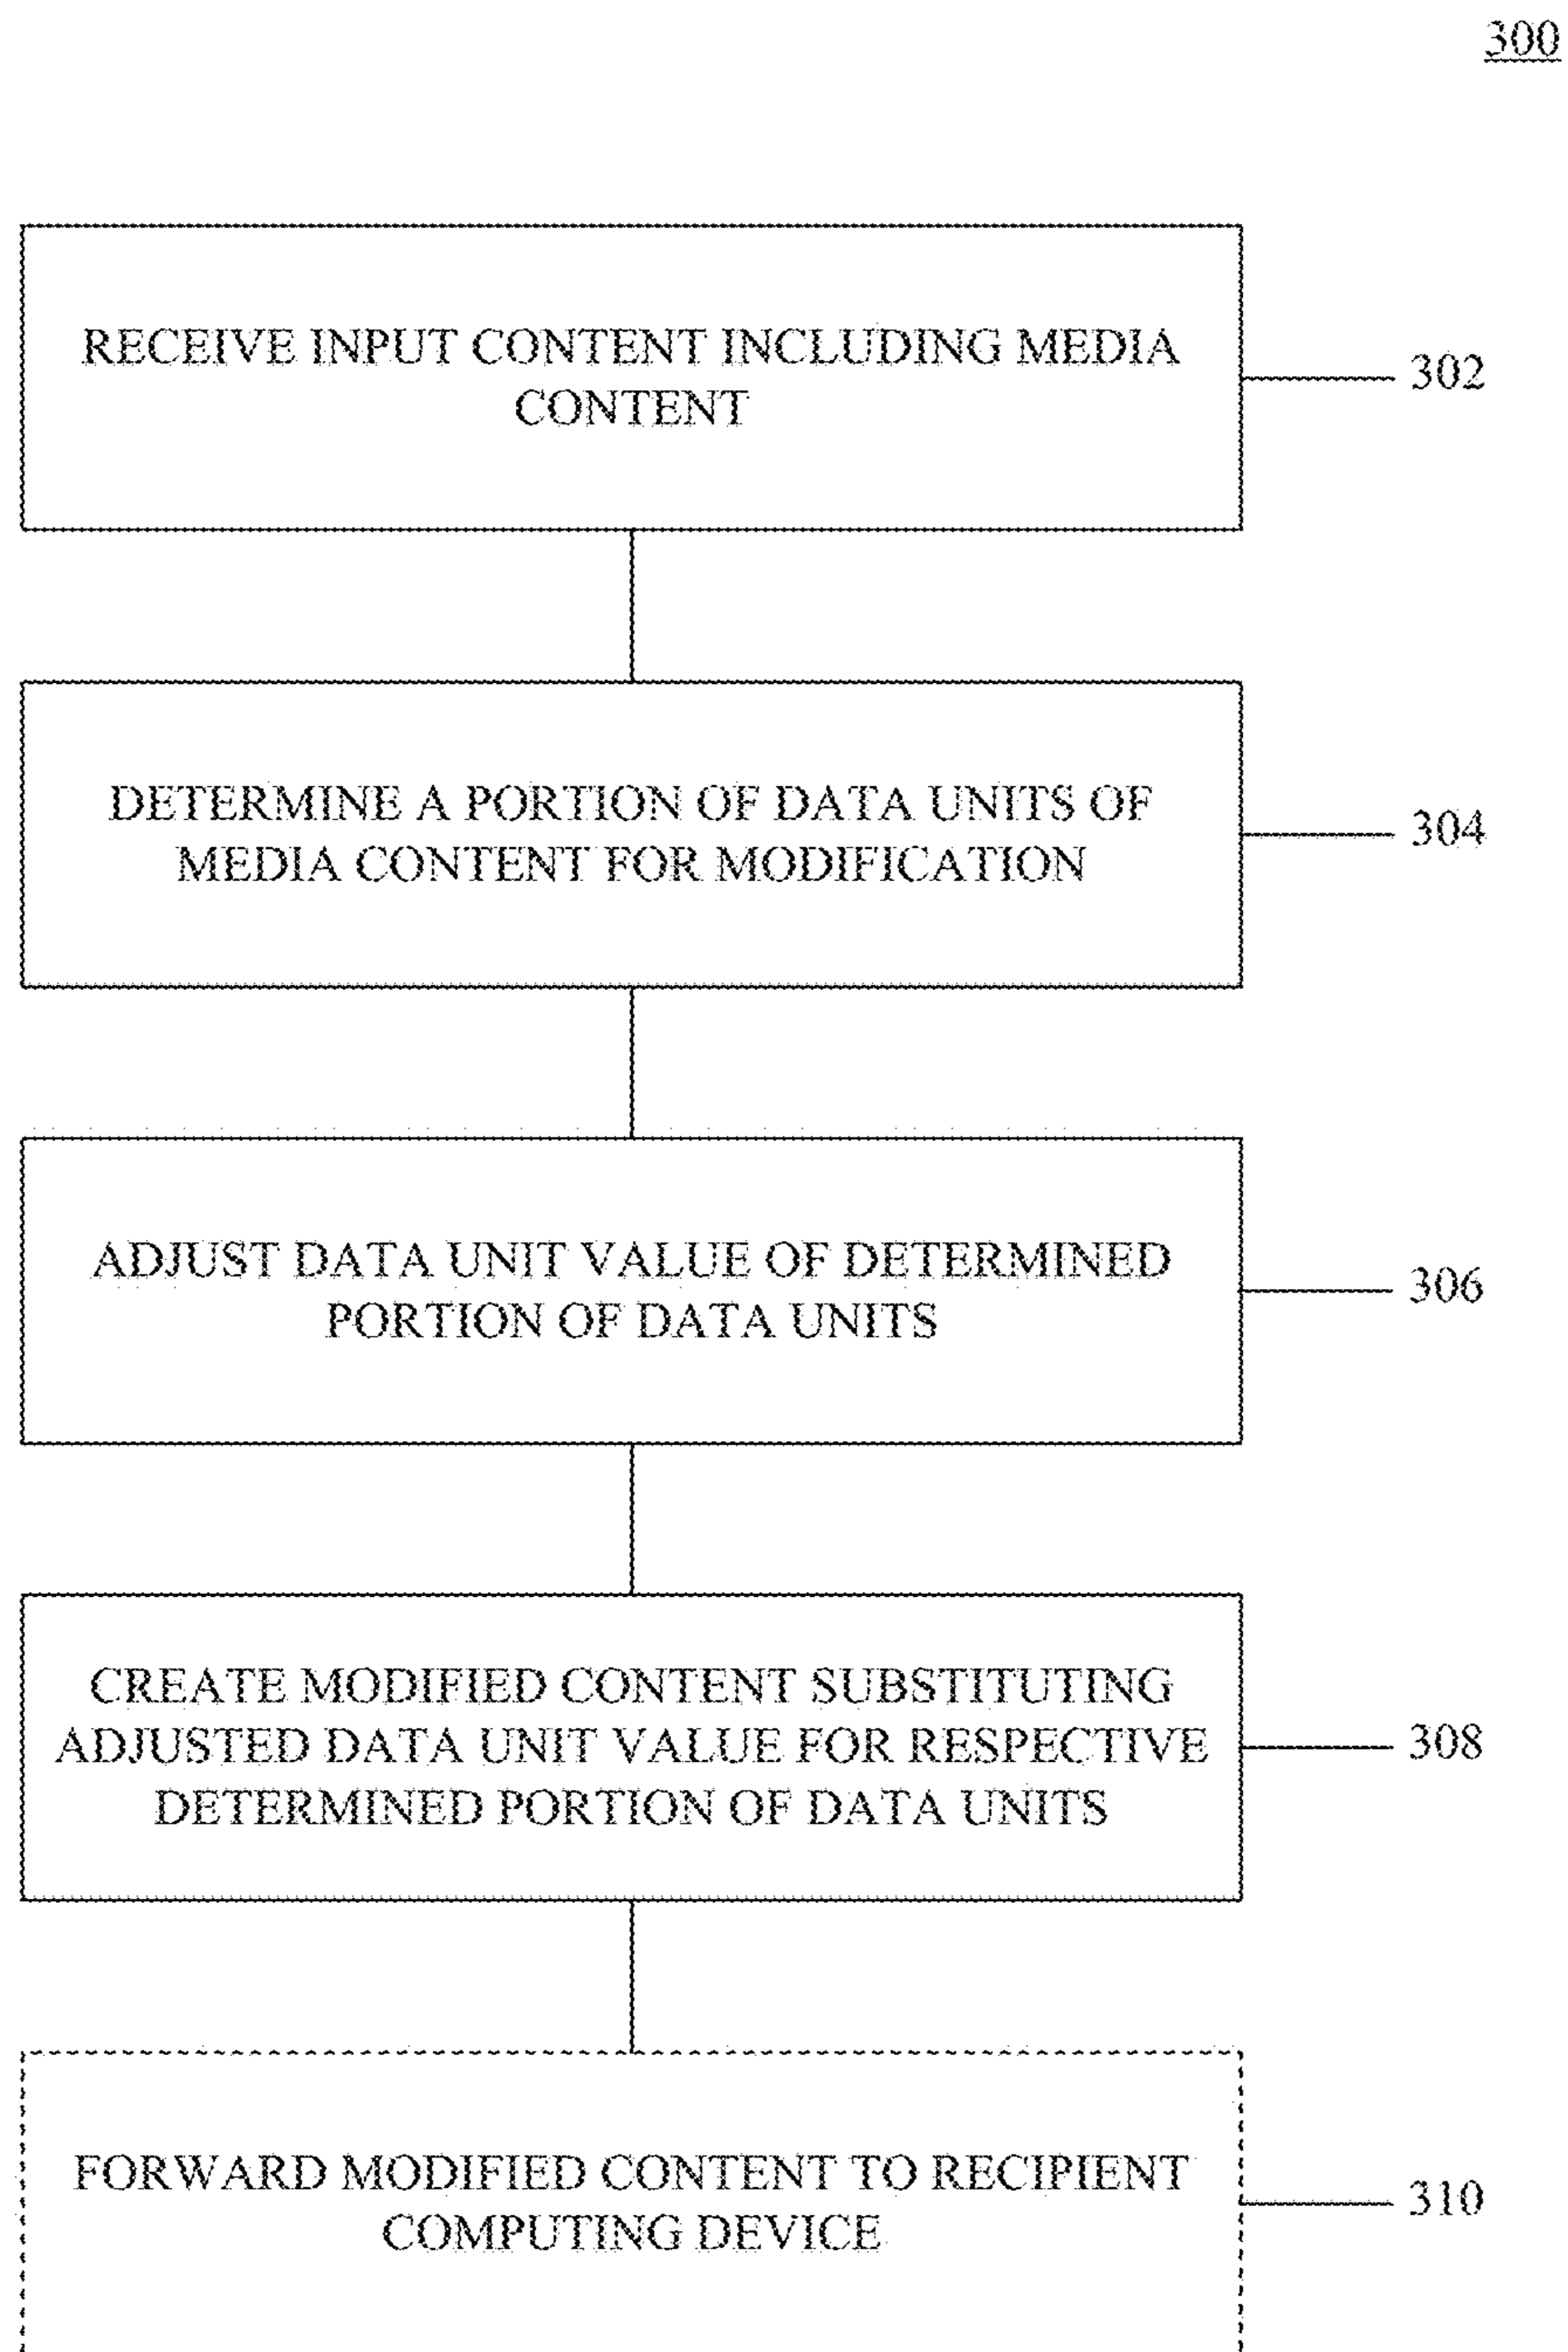 300
RECEIVE INPUT CONTENT INCLUDING MEDIA
CONTENT
302
DETERMINE A PORTION OF DATA UNITS OF
MEDIA CONTENT FOR MODIFICATION
304
ADJUST DATA UNIT VALUE OF DETERMINED
PORTION OF DATA UNITS
306
CREATE MODIFIED CONTENT SUBSTITUTING
ADJUSTED DATA UNIT VALUE FOR RESPECTIVE
DETERMINED PORTION OF DATA UNITS
308
FORWARD MODIFIED CONTENT TO RECIPIENT
COMPUTING DEVICE
310